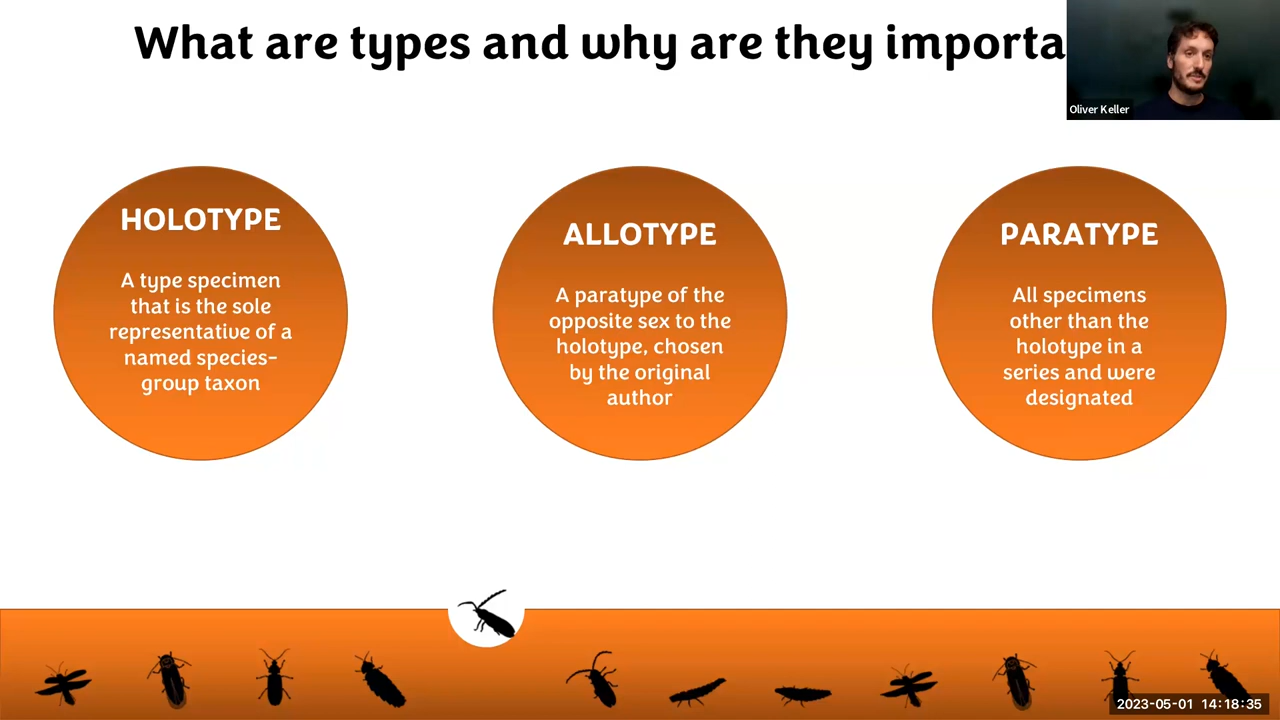 What are types and why are they importa
Oliver Keller
HOLOTYPE
A type specimen
that is the sole
representative of a
named species-
group taxon
ALLOTYPE
A paratype of the
opposite sex to the
holotype, chosen
by the original
author
PARATYPE
All specimens
other than the
holotype in a
series and were
designated
2023-05-01 14:18:35